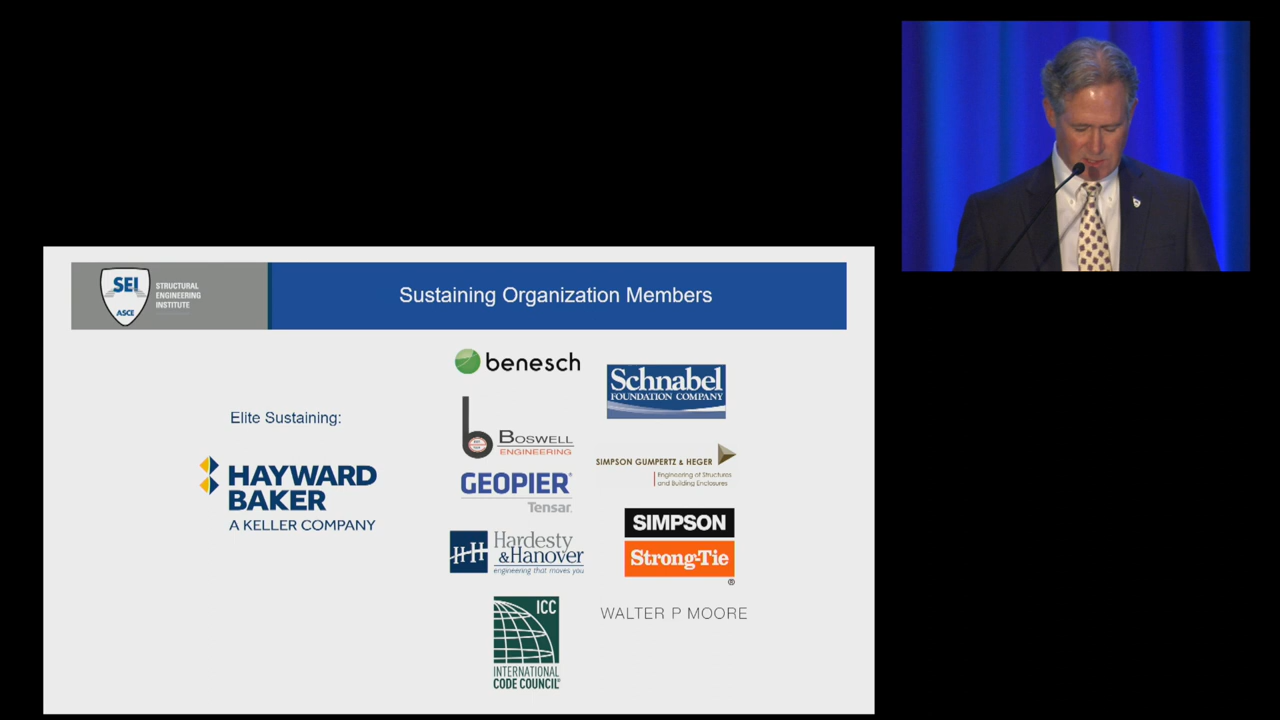 SEI
ASCE
STRUCTURAL
ENGINEERING
INSTITUTE
Sustaining Organization Members
Elite Sustaining:
HAYWARD
BAKER
A KELLER COMPANY
benesch
b
BOSWELL
ENGINEERING
GEOPIER®
Tensar.
HH
Hardesty
&Hanover
engineering that moves you
ICC
INTERNATIONAL
CODE COUNCIL®
Schnabel
FOUNDATION COMPANY
SIMPSON GUMPERTZ & HEGER
Engineering of Structures
and Building Enclosures
SIMPSON
Strong-Tie
®
WALTER P MOORE